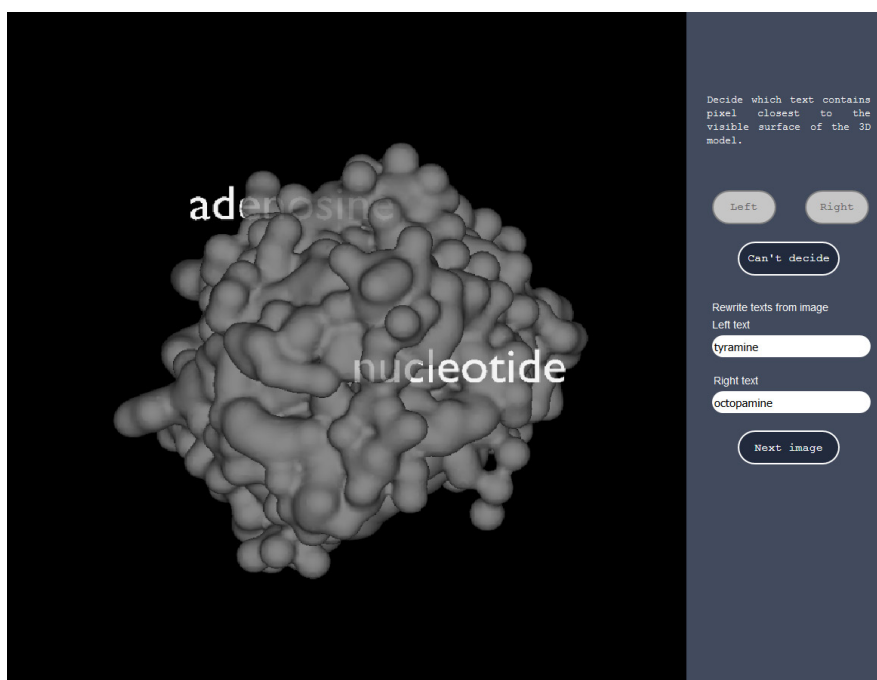 adenosine
nucleotide
Decide which text contains
pixel closest to the
visible surface of the 3D
model.
Left
Right
Can't decide
Rewrite texts from image
Left text
tyramine
Right text
octopamine
Next image